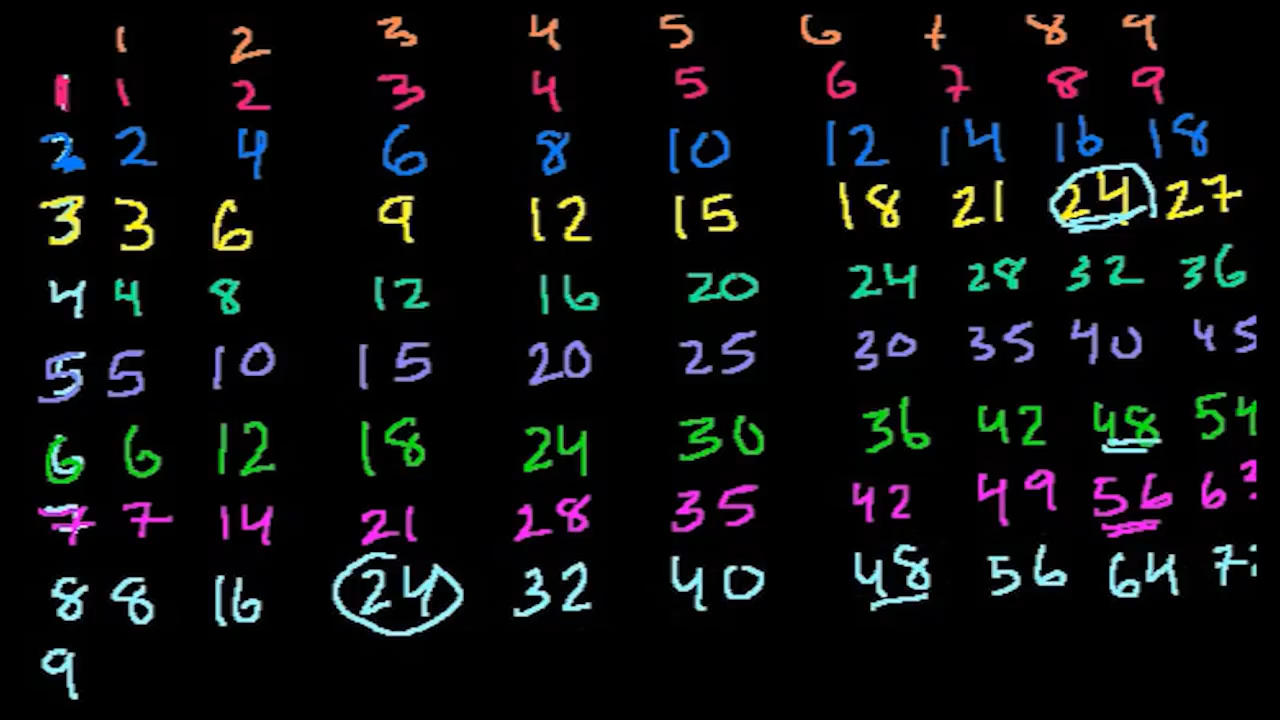 1 2 3 4 5 6 7 8 9
1 1 2 3 4 5 6 7 8 9
2 2 4 6 8 10 12 14 16 18
3 3 6 9 12 15 18 21 24 27
4 4 8 12 16 20 24 28 32 36
5 5 10 15 20 25 30 35 40 45
6 6 12 18 24 30 36 42 48 54
7 7 14 21 28 35 42 49 56 63
8 8 16 24 32 40 48 56 64 7
9